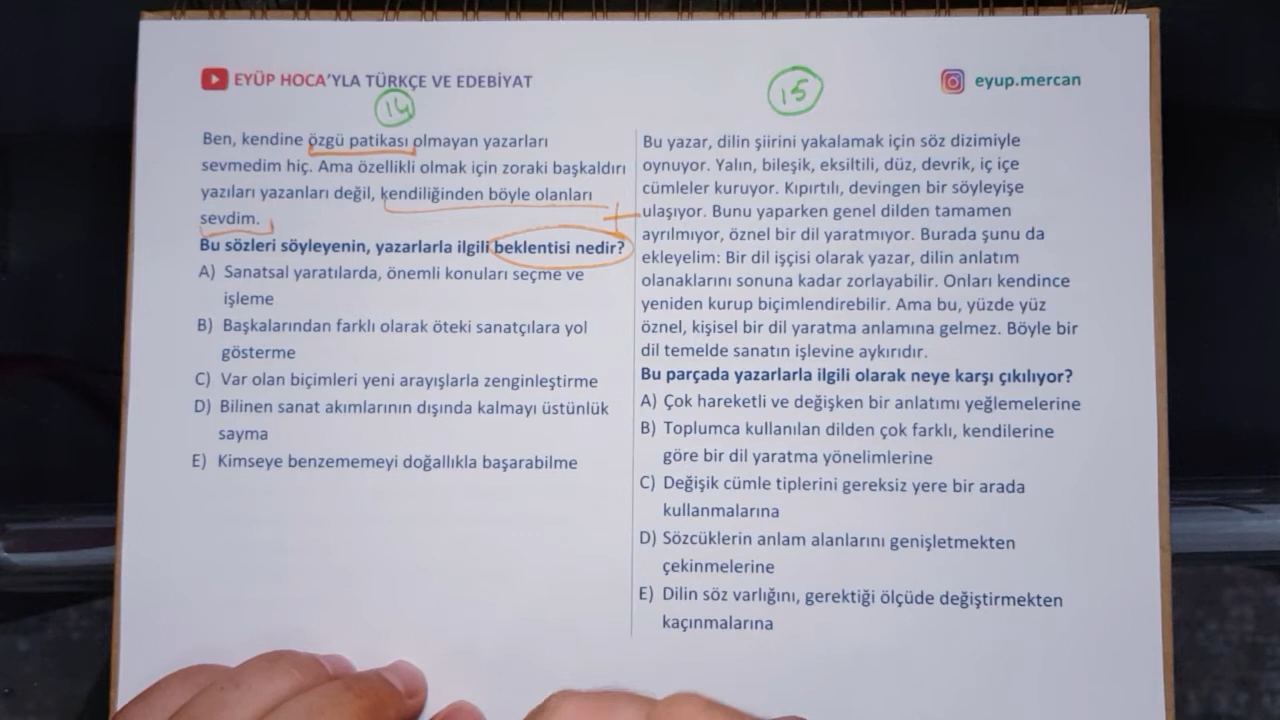 EYÜP HOCA'YLA TÜRKÇE VE EDEBİYAT
eyup.mercan
14
Ben, kendine özgü patikası olmayan yazarları
sevmedim hiç. Ama özellikli olmak için zoraki başkaldırı
yazıları yazanları değil, kendiliğinden böyle olanları
sevdim.
Bu sözleri söyleyenin, yazarlarla ilgili beklentisi nedir?
A) Sanatsal yaratılarda, önemli konuları seçme ve
işleme
B) Başkalarından farklı olarak öteki sanatçılara yol
gösterme
C) Var olan biçimleri yeni arayışlarla zenginleştirme
D) Bilinen sanat akımlarının dışında kalmayı üstünlük
sayma
E) Kimseye benzememeyi doğallıkla başarabilme
15
Bu yazar, dilin şiirini yakalamak için söz dizimiyle
oynuyor. Yalın, bileşik, eksiltili, düz, devrik, iç içe
cümleler kuruyor. Kıpırtılı, devingen bir söyleyişe
ulaşıyor. Bunu yaparken genel dilden tamamen
ayrılmıyor, öznel bir dil yaratmıyor. Burada şunu da
ekleyelim: Bir dil işçisi olarak yazar, dilin anlatım
olanaklarını sonuna kadar zorlayabilir. Onları kendince
yeniden kurup biçimlendirebilir. Ama bu, yüzde yüz
öznel, kişisel bir dil yaratma anlamına gelmez. Böyle bir
dil temelde sanatın işlevine aykırıdır.
Bu parçada yazarlarla ilgili olarak neye karşı çıkılıyor?
A) Çok hareketli ve değişken bir anlatımı yeğlemelerine
B) Toplumca kullanılan dilden çok farklı, kendilerine
göre bir dil yaratma yönelimlerine
C) Değişik cümle tiplerini gereksiz yere bir arada
kullanmalarına
D) Sözcüklerin anlam alanlarını genişletmekten
çekinmelerine
E) Dilin söz varlığını, gerektiği ölçüde değiştirmekten
kaçınmalarına